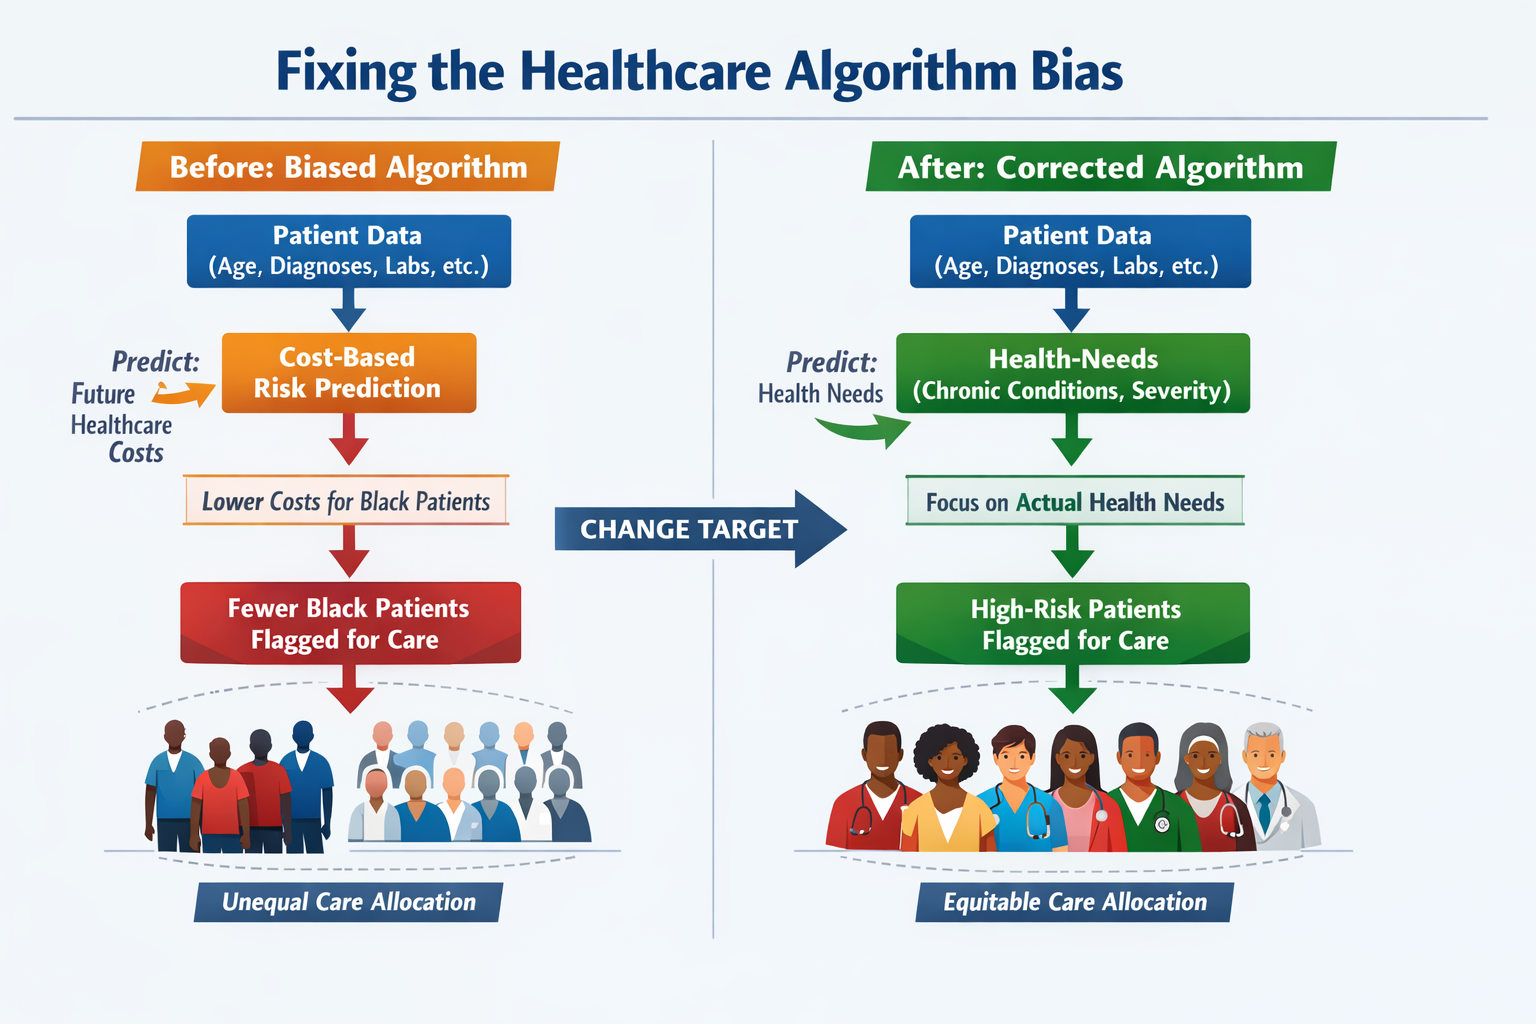 Fixing the Healthcare Algorithm Bias
Before: Biased Algorithm
Patient Data
(Age, Diagnoses, Labs, etc.)
Predict:
Future
Healthcare
Costs
Cost-Based
Risk Prediction
Lower Costs for Black Patients
Fewer Black Patients
Flagged for Care
Unequal Care Allocation
CHANGE TARGET
After: Corrected Algorithm
Patient Data
(Age, Diagnoses, Labs, etc.)
Predict:
Health Needs
Health-Needs
(Chronic Conditions, Severity)
Focus on Actual Health Needs
High-Risk Patients
Flagged for Care
Equitable Care Allocation